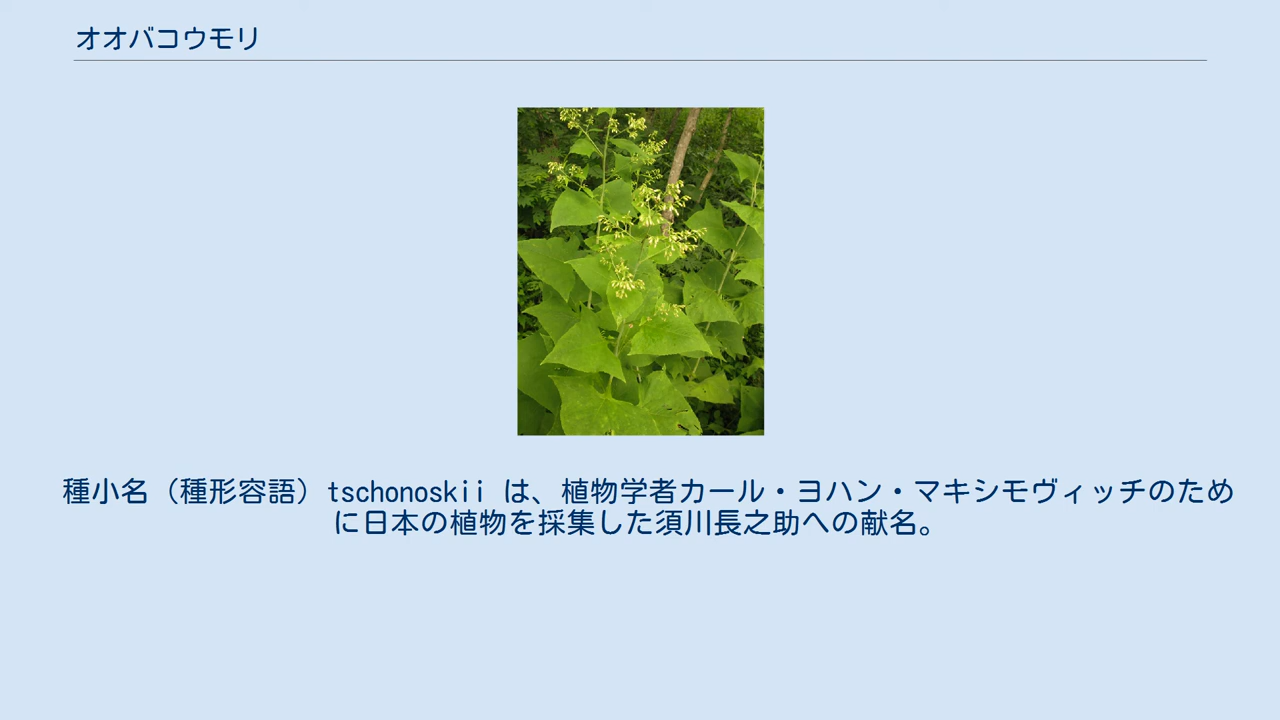 オオバコウモリ
種小名（種形容語）tschonoskii は、植物学者カール・ヨハン・マキシモヴィッチのため
に日本の植物を採集した須川長之助への献名。